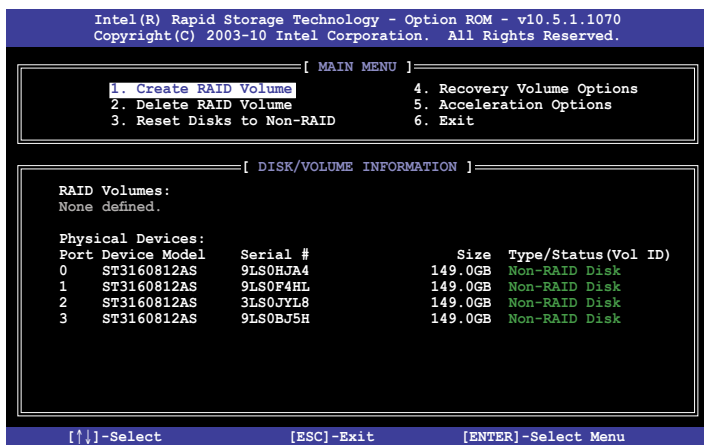 Intel(R) Rapid Storage Technology - Option ROM - v10.5.1.1070
Copyright(C) 2003-10 Intel Corporation. All Rights Reserved.
[ MAIN MENU ]
1. Create RAID Volume 4. Recovery Volume Options
2. Delete RAID Volume 5. Acceleration Options
3. Reset Disks to Non-RAID 6. Exit
[ DISK/VOLUME INFORMATION ]
RAID Volumes:
None defined.
Physical Devices:
Port Device Model Serial # Size Type/Status(Vol ID)
0 ST3160812AS 9LS0HJA4 149.0GB Non-RAID Disk
1 ST3160812AS 9LS0F4HL 149.0GB Non-RAID Disk
2 ST3160812AS 3LS0JYL8 149.0GB Non-RAID Disk
3 ST3160812AS 9LS0BJ5H 149.0GB Non-RAID Disk
[↑↓]-Select [ESC]-Exit [ENTER]-Select Menu